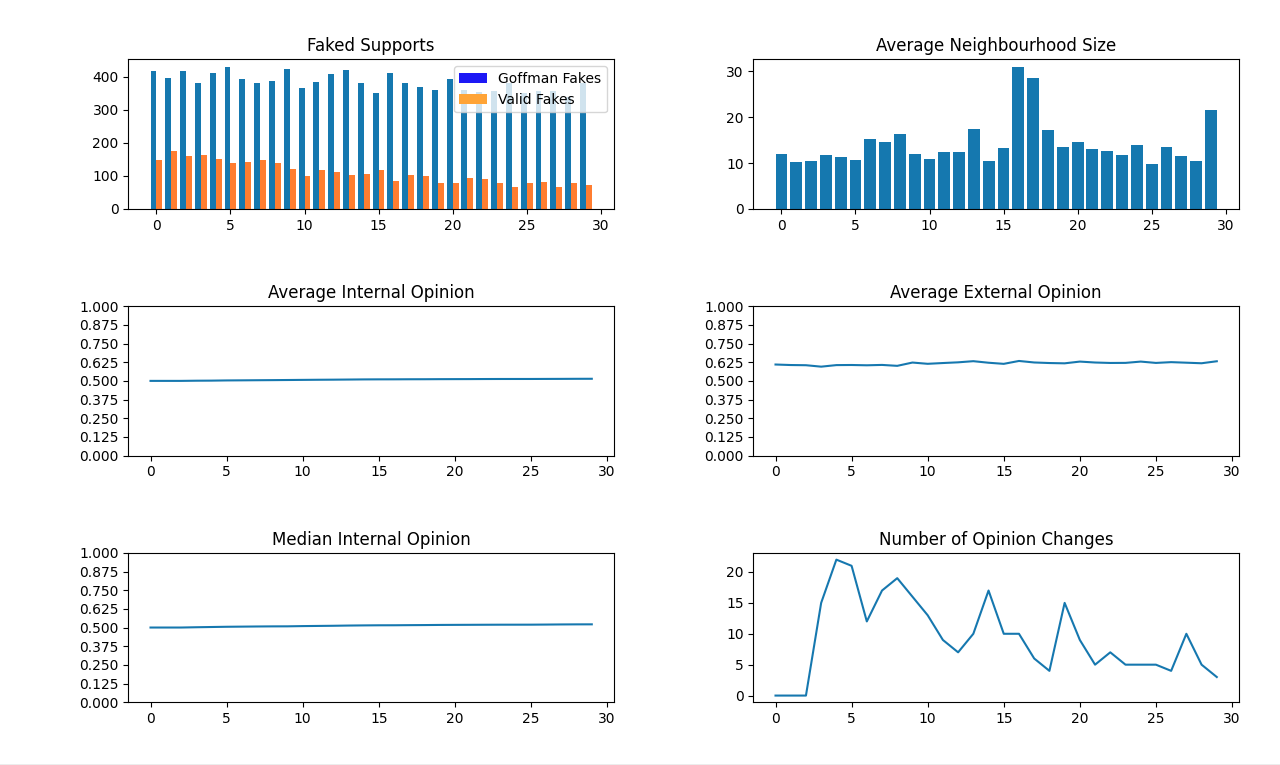 Faked Supports
400
300
200
100
0
Goffman Fakes
Valid Fakes
0 5 10 15 20 25 30
Average Neighbourhood Size
30
20
10
0
0 5 10 15 20 25 30
Average Internal Opinion
1.000
0.875
0.750
0.625
0.500
0.375
0.250
0.125
0.000
0 5 10 15 20 25 30
Average External Opinion
1.000
0.875
0.750
0.625
0.500
0.375
0.250
0.125
0.000
0 5 10 15 20 25 30
Median Internal Opinion
1.000
0.875
0.750
0.625
0.500
0.375
0.250
0.125
0.000
0 5 10 15 20 25 30
Number of Opinion Changes
20
15
10
5
0
0 5 10 15 20 25 30